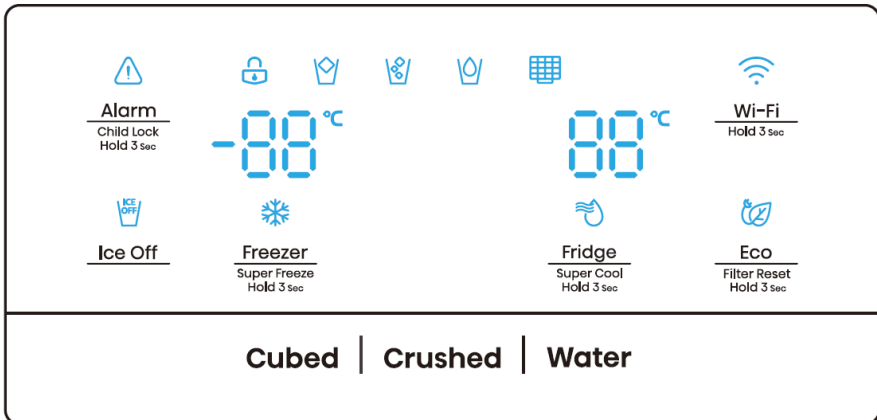 Alarm
Child Lock
Hold 3 Sec
-88 °C
88 °C
Wi-Fi
Hold 3 Sec
ICE
OFF
Ice Off
Freezer
Super Freeze
Hold 3 Sec
Fridge
Super Cool
Hold 3 Sec
Eco
Filter Reset
Hold 3 Sec
Cubed | Crushed | Water